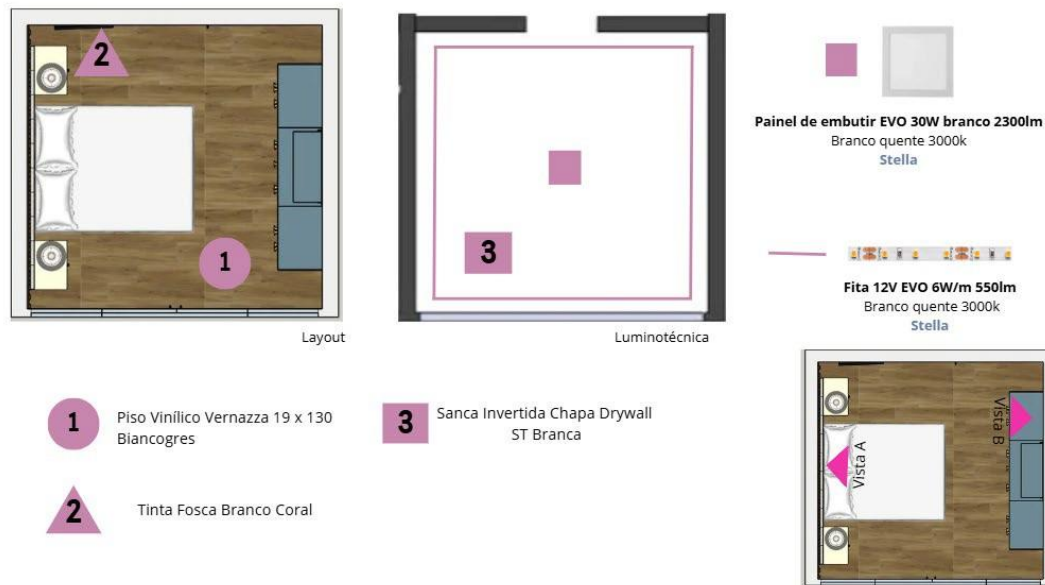 2
1
Layout
3
Luminotécnica
Painel de embutir EVO 30W branco 2300lm
Branco quente 3000k
Stella
Fita 12V EVO 6W/m 550lm
Branco quente 3000k
Stella
1
Piso Vinílico Vernazza 19 x 130
Biancogres
2
Tinta Fosca Branco Coral
3
Sanca Invertida Chapa Drywall
ST Branca
Vista A
Vista B